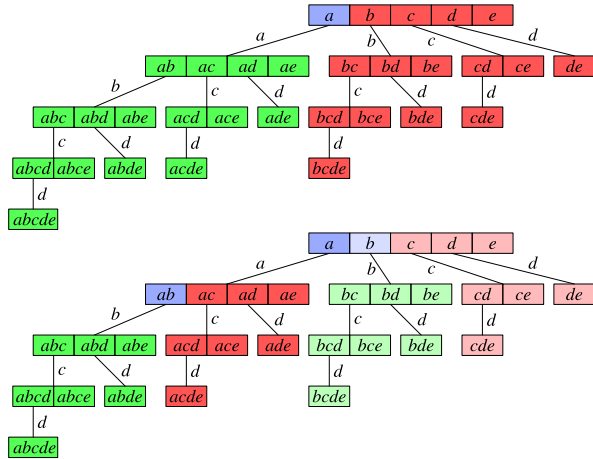 a b c d e
a b c d
ab ac ad ae bc bd be cd ce de
b c d c d d
abc abd abe acd ace ade bcd bce bde cde
c d d d
abcd abce abde acde bcde
d
abcde
a b c d e
a b c d
ab ac ad ae bc bd be cd ce de
b c d c d d
abc abd abe acd ace ade bcd bce bde cde
c d d d
abcd abce abde acde bcde
d
abcde